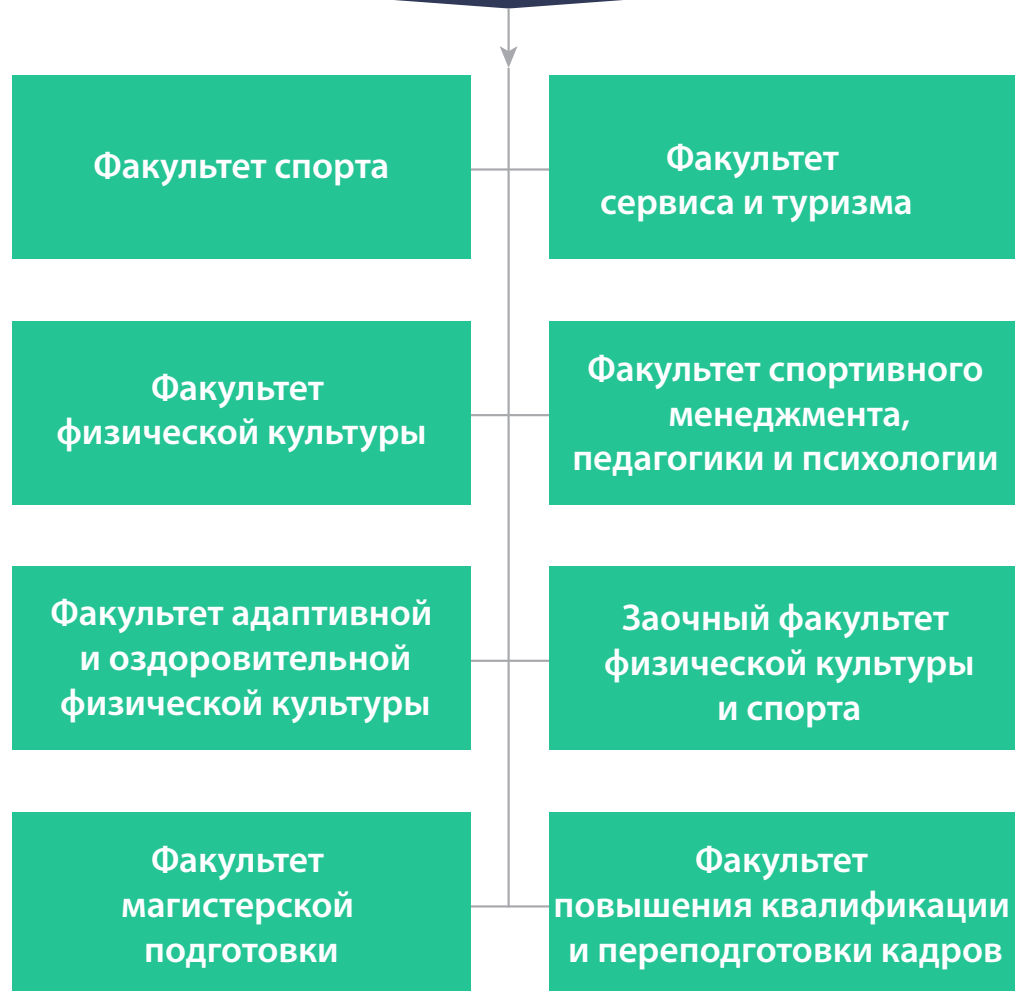 Факультет спорта
Факультет
сервиса и туризма
Факультет
физической культуры
Факультет спортивного
менеджмента,
педагогики и психологии
Факультет адаптивной
и оздоровительной
физической культуры
Заочный факультет
физической культуры
и спорта
Факультет
магистерской
подготовки
Факультет
повышения квалификации
и переподготовки кадров